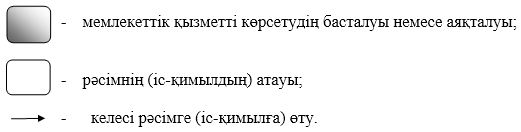 - мемлекеттік қызметті көрсетудің басталуы немесе аяқталуы;
- рәсімнің (іс-қимылдың) атауы;
- келесі рәсімге (іс-қимылға) өту.